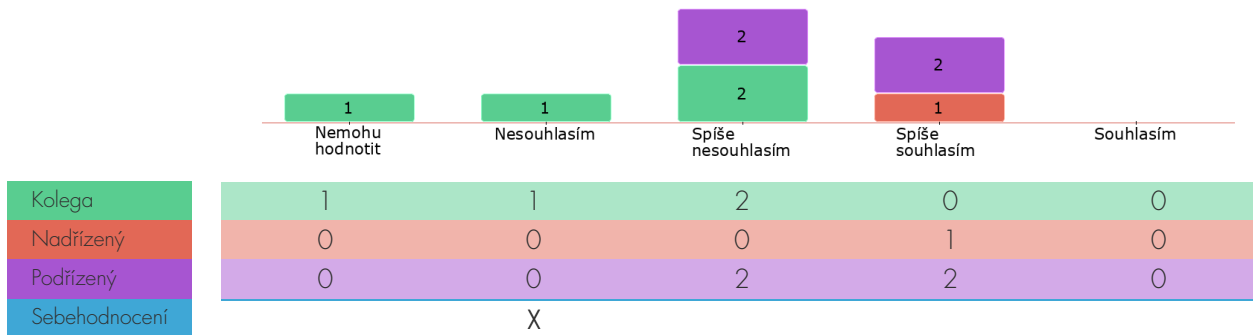 2
2
1
1
2
1
Nemohu
hodnotit
Nesouhlasím
Spíše
nesouhlasím
Spíše
souhlasím
Souhlasím
Kolega 1 1 2 0 0
Nadřízený 0 0 0 1 0
Podřízený 0 0 2 2 0
Sebehodnocení X